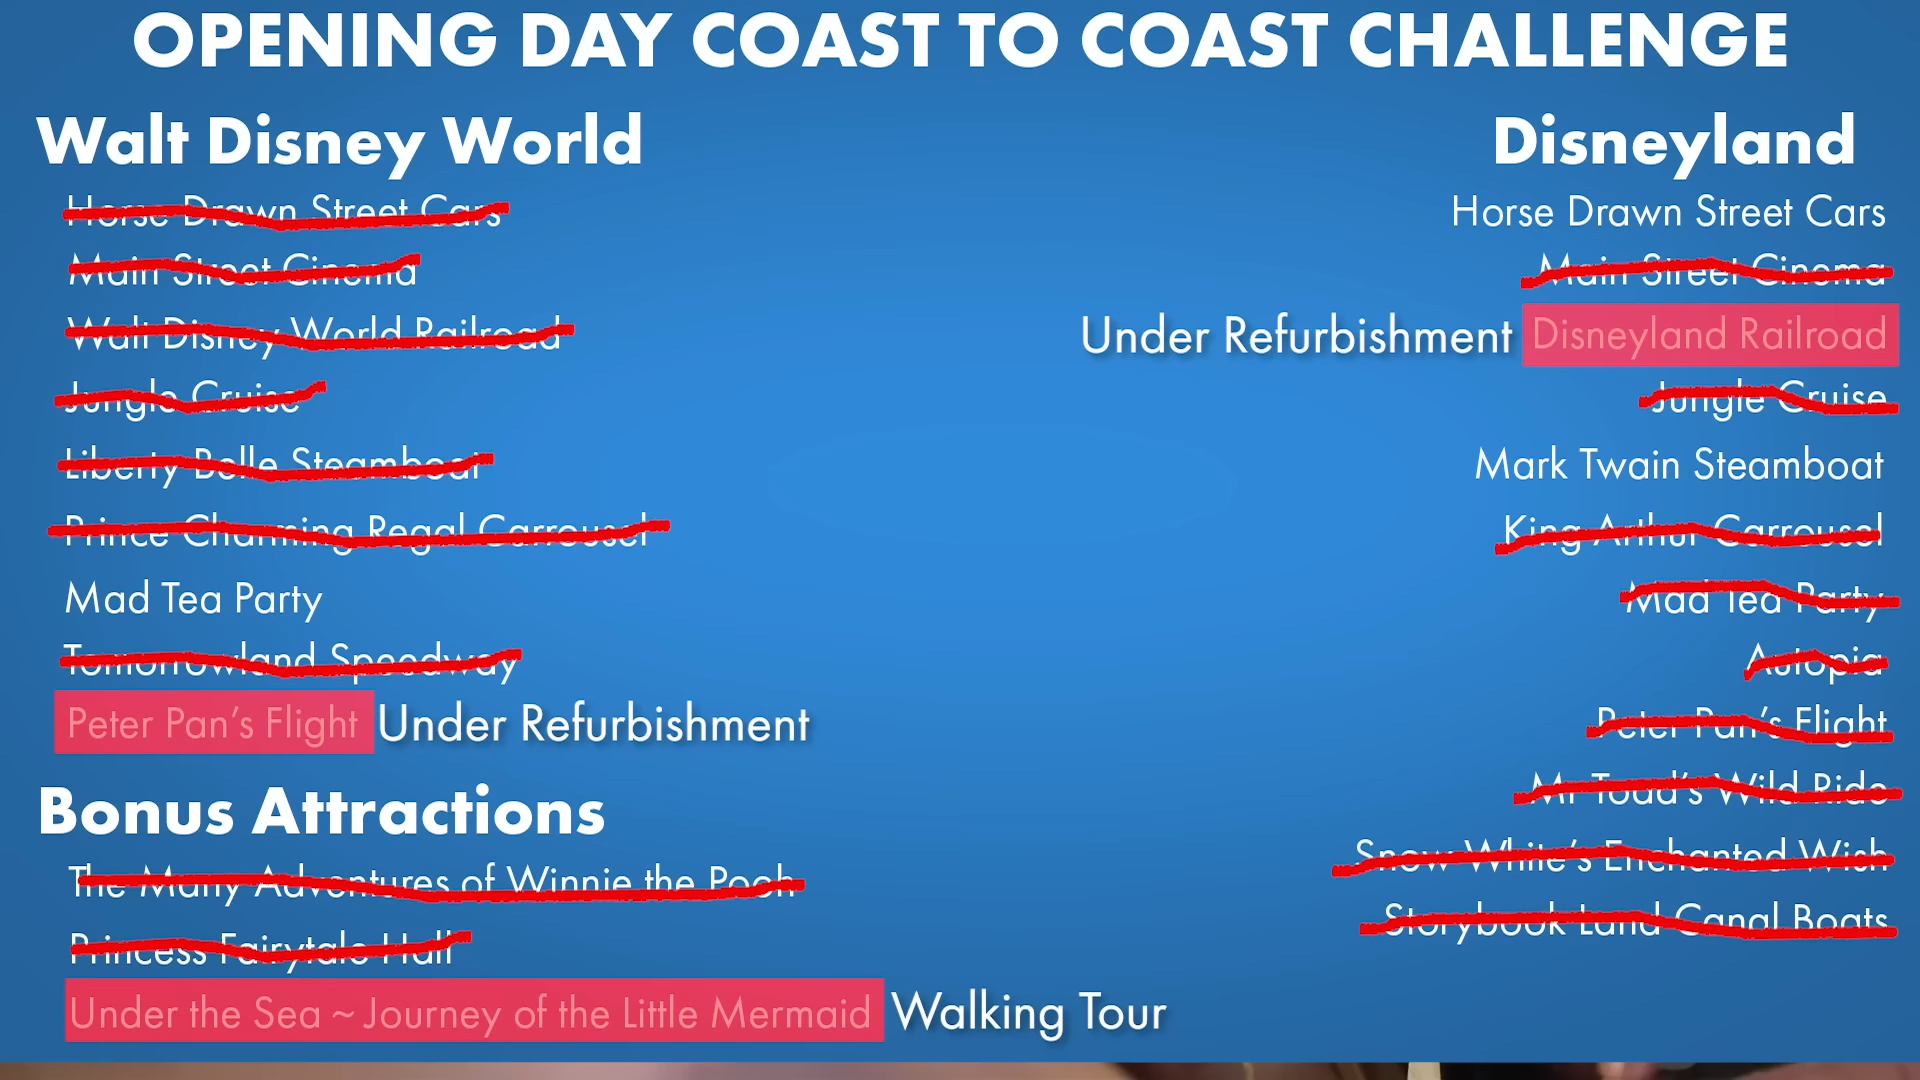 OPENING DAY COAST TO COAST CHALLENGE
Walt Disney World
Horse Drawn Street Cars
Main Street Cinema
Walt Disney World Railroad
Jungle Cruise
Liberty Belle Steamboat
Prince Charming Regal Carrousel
Mad Tea Party
Tomorrowland Speedway
Peter Pan's Flight Under Refurbishment
Bonus Attractions
The Many Adventures of Winnie the Pooh
Princess Fairytale Hall
Under the Sea ~ Journey of the Little Mermaid Walking Tour
Disneyland
Horse Drawn Street Cars
Main Street Cinema
Under Refurbishment Disneyland Railroad
Jungle Cruise
Mark Twain Steamboat
King Arthur Carrousel
Mad Tea Party
Autopia
Peter Pan's Flight
Mr Toad's Wild Ride
Snow White's Enchanted Wish
Storybook Land Canal Boats